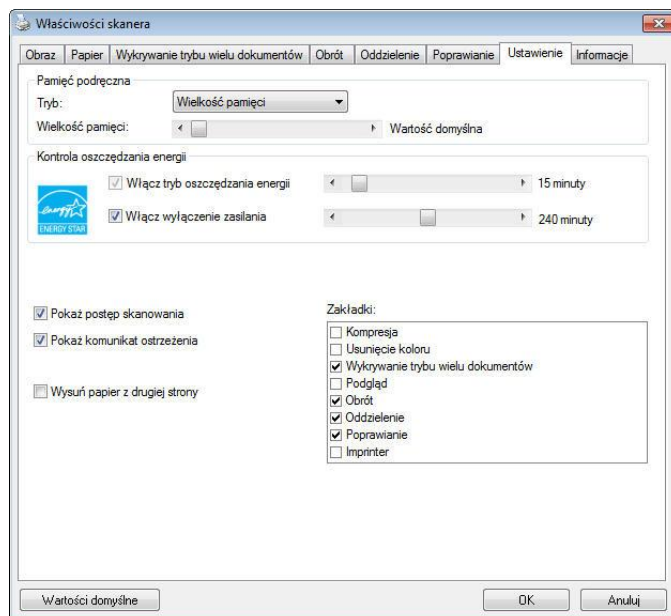 Właściwości skanera
Obraz Papier Wykrywanie trybu wielu dokumentów Obrót Oddzielenie Poprawianie Ustawienie Informacje
Pamięć podręczna
Tryb: Wielkość pamięci
Wielkość pamięci: Wartość domyślna
Kontrola oszczędzania energii
Włącz tryb oszczędzania energii 15 minuty
Włącz wyłączenie zasilania 240 minuty
energy
ENERGY STAR
Pokaż postęp skanowania
Pokaż komunikat ostrzeżenia
Wysuń papier z drugiej strony
Zakładki:
Kompresja
Usunięcie koloru
Wykrywanie trybu wielu dokumentów
Podgląd
Obrót
Oddzielenie
Poprawianie
Imprinter
Wartości domyślne OK Anuluj